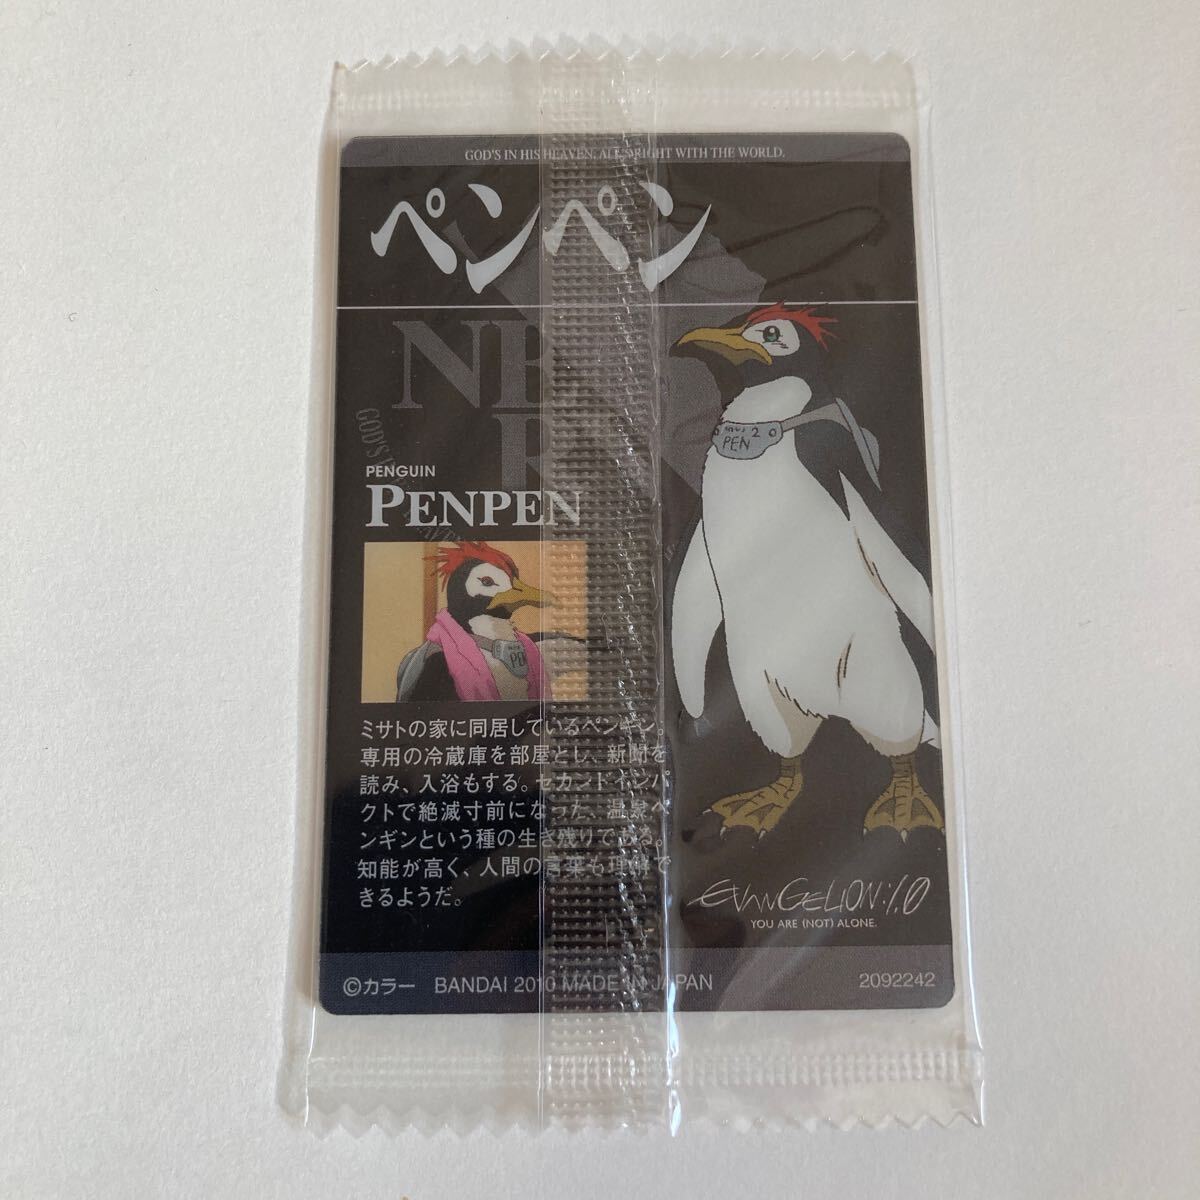 GOD'S IN HIS HEAVEN. ALL'S RIGHT WITH THE WORLD.
ペンペン
NE
R
GOD'S
PENGUIN
PENPEN
PEN
PEN
2
ミサトの家に同居しているペンギン。
専用の冷蔵庫を部屋とし、新聞を
読み、入浴もする。セカンドインパ
クトで絶滅寸前になった、温泉ペ
ンギンという種の生き残りである。
知能が高く、人間の言葉も理解で
きるようだ。
EVANGELION:1.0
YOU ARE (NOT) ALONE.
©カラー BANDAI 2010 MADE IN JAPAN
2092242